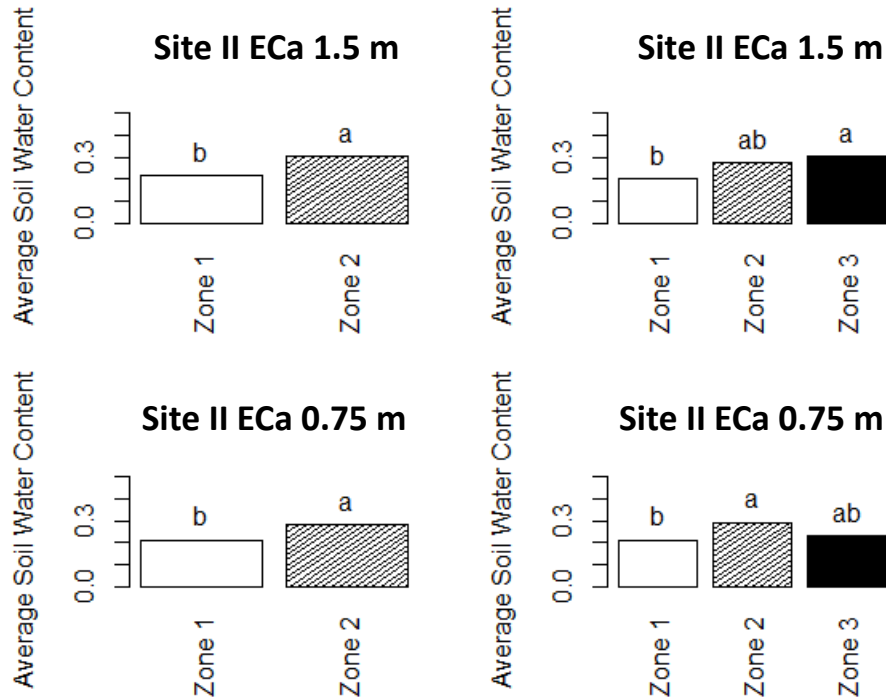 Site II ECa 1.5 m
Average Soil Water Content
0.3
0.0
b
a
Zone 1
Zone 2
Site II ECa 1.5 m
Average Soil Water Content
0.3
0.0
b
ab
a
Zone 1
Zone 2
Zone 3
Site II ECa 0.75 m
Average Soil Water Content
0.3
0.0
b
a
Zone 1
Zone 2
Site II ECa 0.75 m
Average Soil Water Content
0.3
0.0
b
a
ab
Zone 1
Zone 2
Zone 3